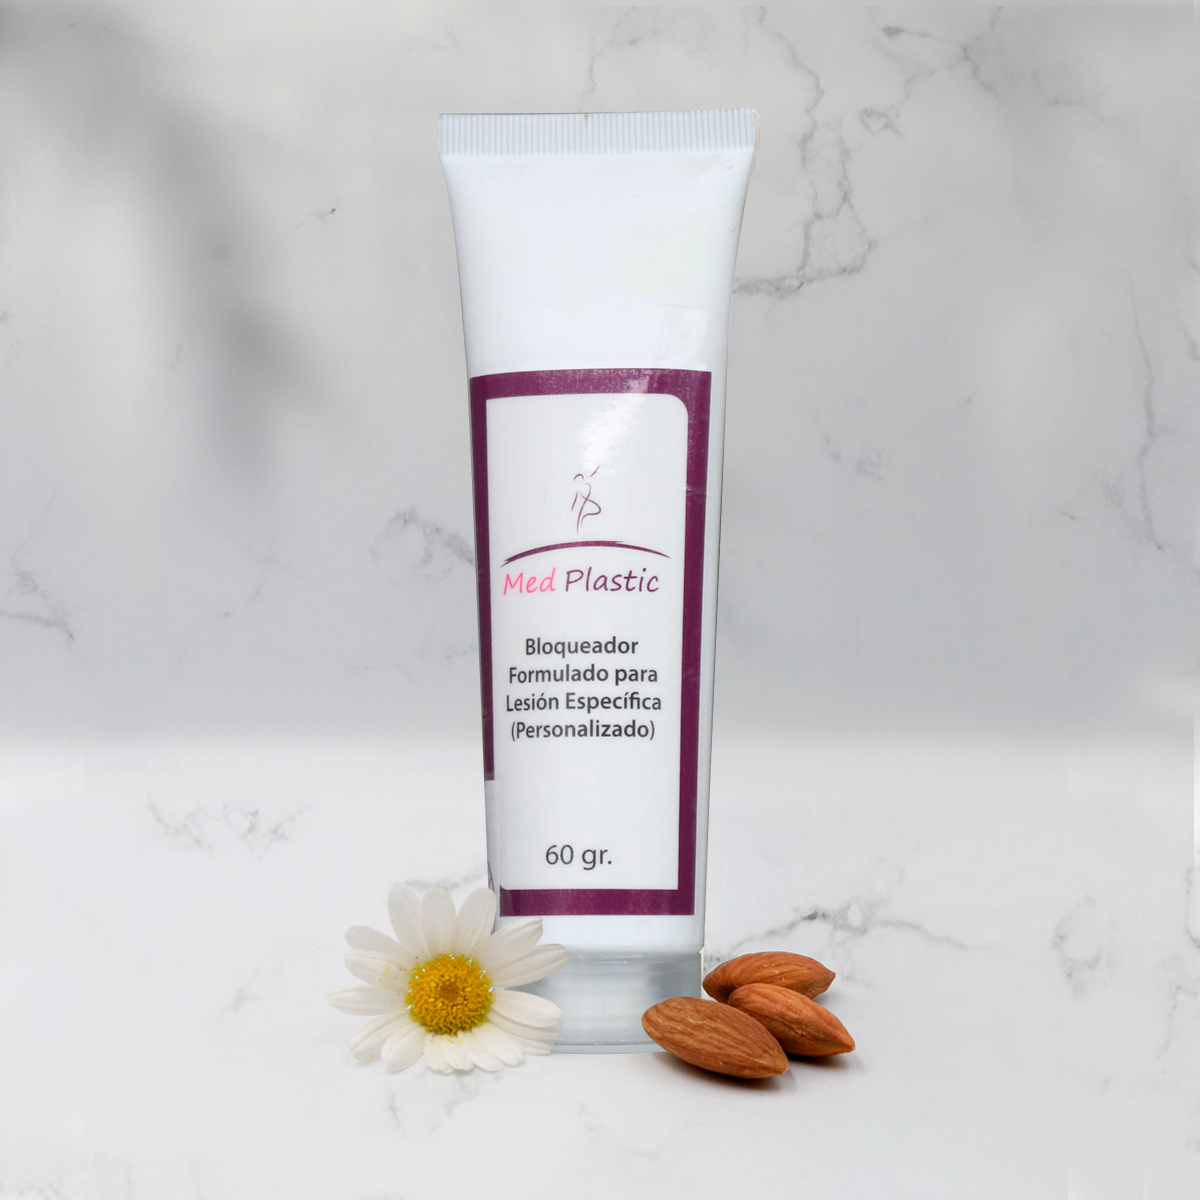 Med Plastic
Bloqueador
Formulado para
Lesión Específica
(Personalizado)
60 gr.